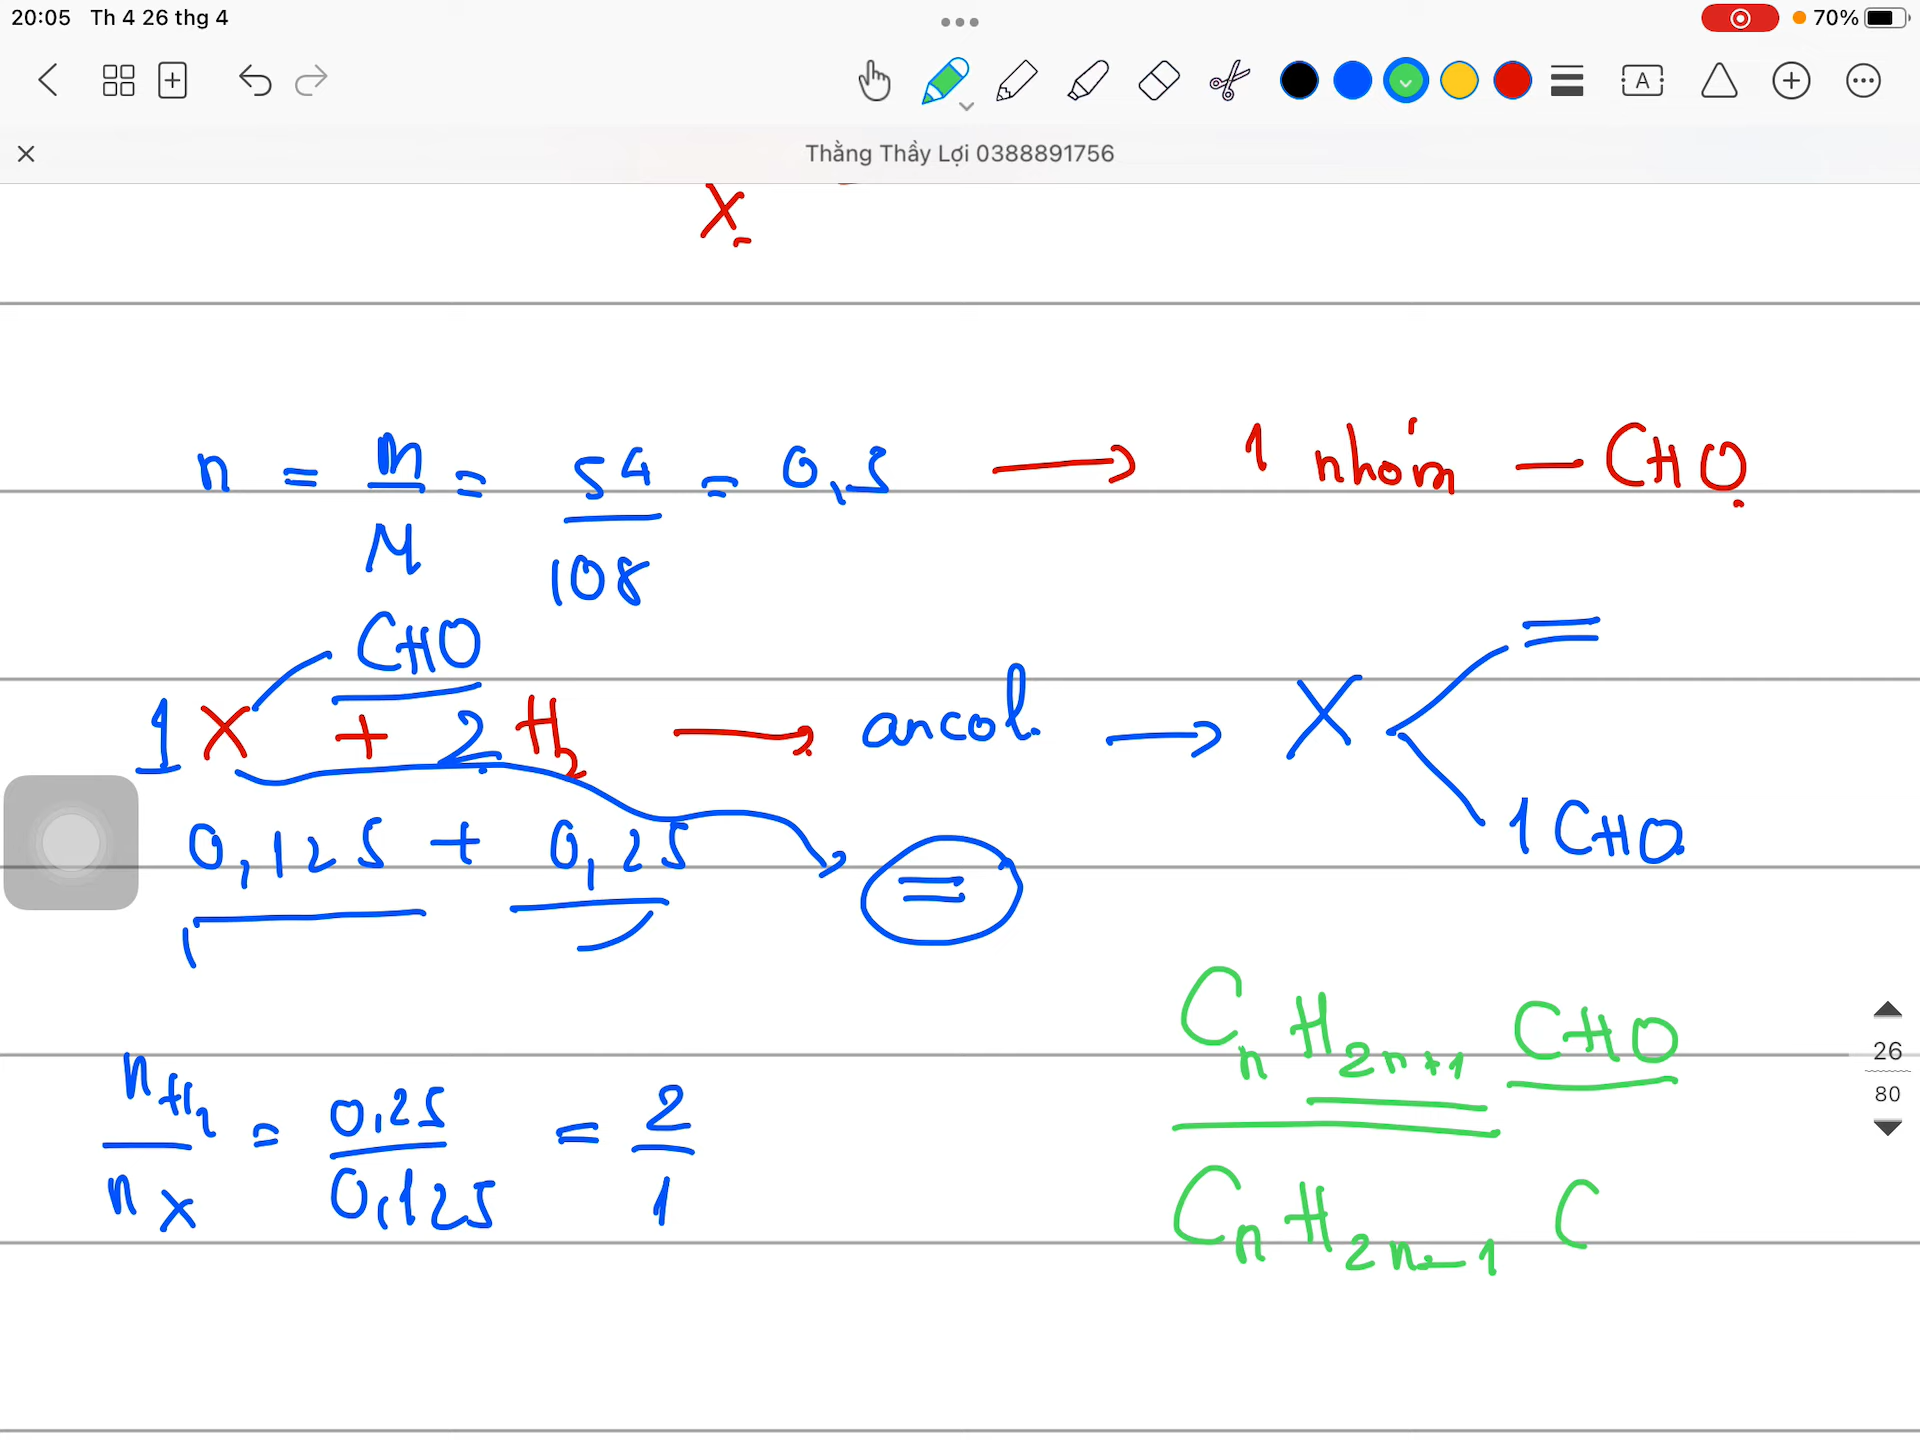 20:05 Th 4 26 thg 4
70%
A
Thằng Thầy Lợi 0388891756
X
n = m/M = 54/108 = 0,5 → 1 nhóm — CHO
CHO
1 X + 2 H₂ → ancol. → X =
1 CHO
0,125 + 0,25 =
CₙH₂ₙ₊₁ CHO
26
80
n H₂ / n X = 0,25 / 0,125 = 2/1
CₙH₂ₙ₋₁ C